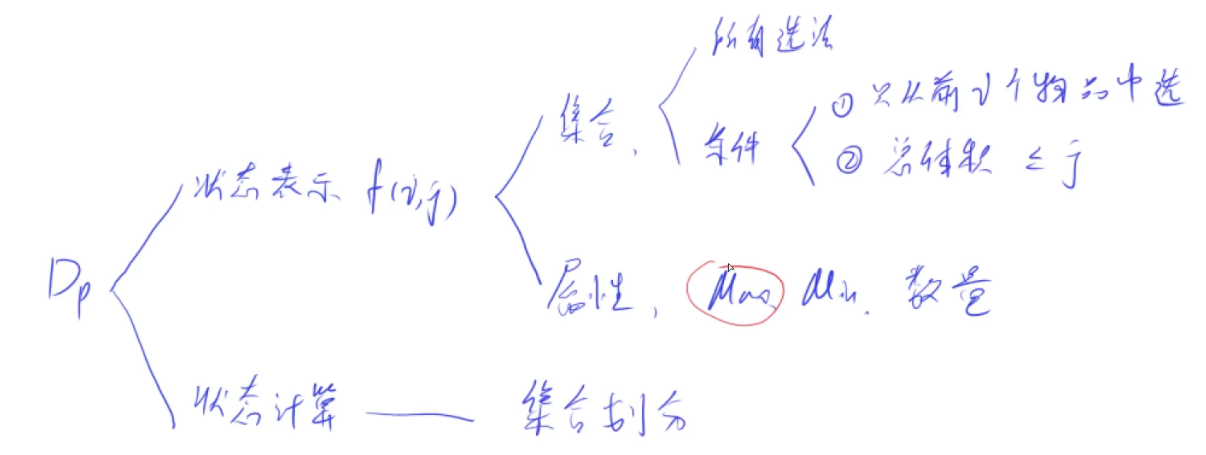 所有选法
集合、
条件
① 只从前i个物品中选
② 总体积 ≤ j
状态表示 f(i,j)
Dp
属性、Max、Min、数量
状态计算 —— 集合划分